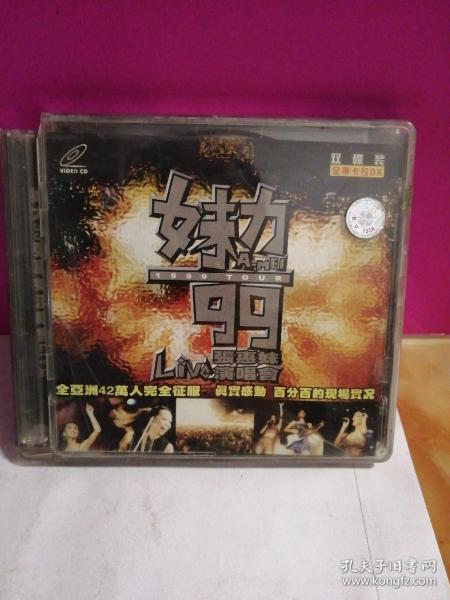 VIDEO CD
双碟裝
全曲卡拉OK
妹力
A-MEI
1999 TOUR
99
Live 張惠妹
演唱會
全亞洲42萬人完全征服 真實感動 百分百的現場實況
孔夫子旧书网
www.kongfz.com